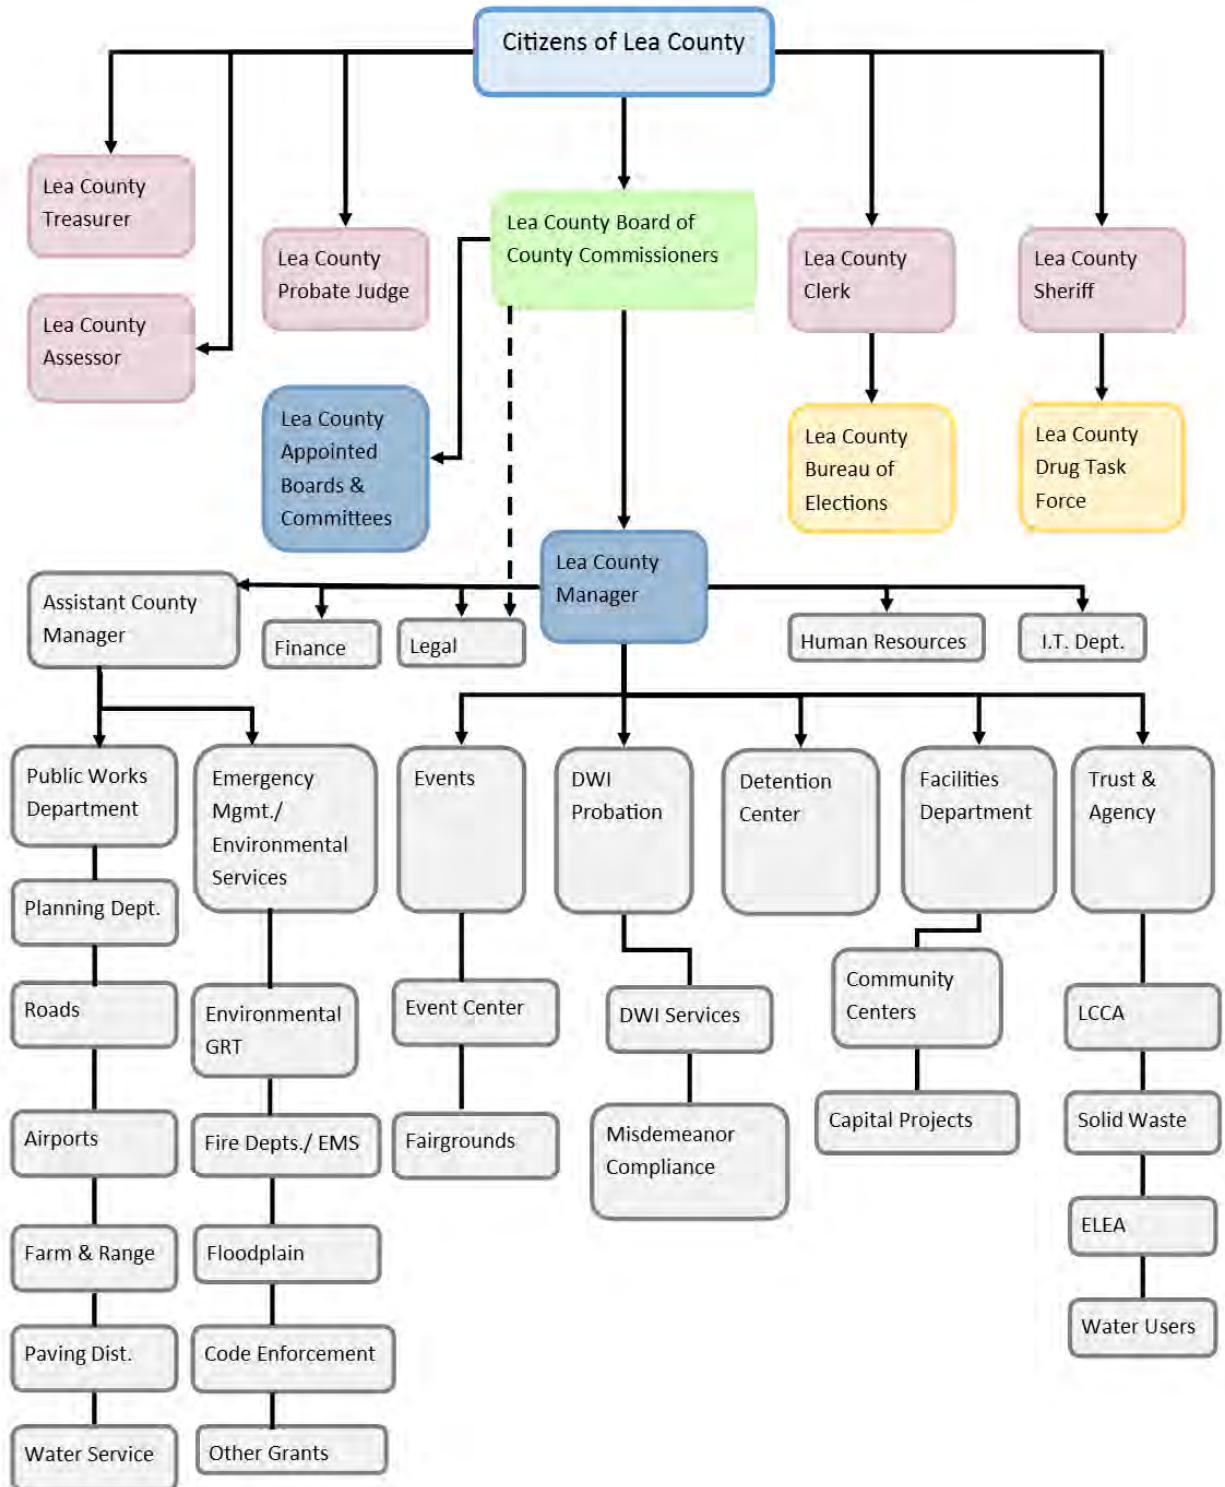 Citizens of Lea County
Lea County
Treasurer
Lea County
Assessor
Lea County
Probate Judge
Lea County Board of
County Commissioners
Lea County
Clerk
Lea County
Sheriff
Lea County
Appointed
Boards &
Committees
Lea County
Bureau of
Elections
Lea County
Drug Task
Force
Lea County
Manager
Assistant County
Manager
Finance
Legal
Human Resources
I.T. Dept.
Public Works
Department
Emergency
Mgmt./
Environmental
Services
Events
DWI
Probation
Detention
Center
Facilities
Department
Trust &
Agency
Planning Dept.
Roads
Airports
Farm & Range
Paving Dist.
Water Service
Environmental
GRT
Fire Depts./ EMS
Floodplain
Code Enforcement
Other Grants
Event Center
Fairgrounds
DWI Services
Misdemeanor
Compliance
Community
Centers
Capital Projects
LCCA
Solid Waste
ELEA
Water Users